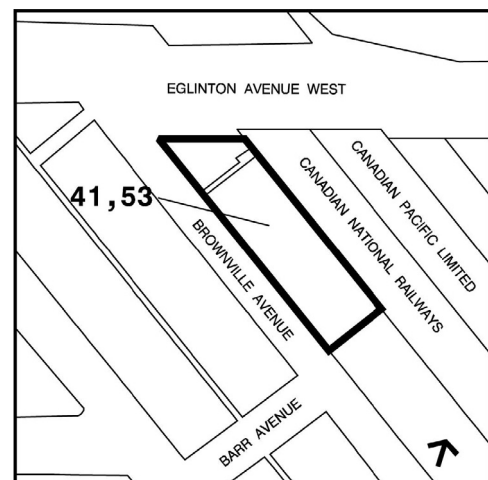 EGLINTON AVENUE WEST
CANADIAN PACIFIC LIMITED
CANADIAN NATIONAL RAILWAYS
41,53
BROWNVILLE AVENUE
BARR AVENUE